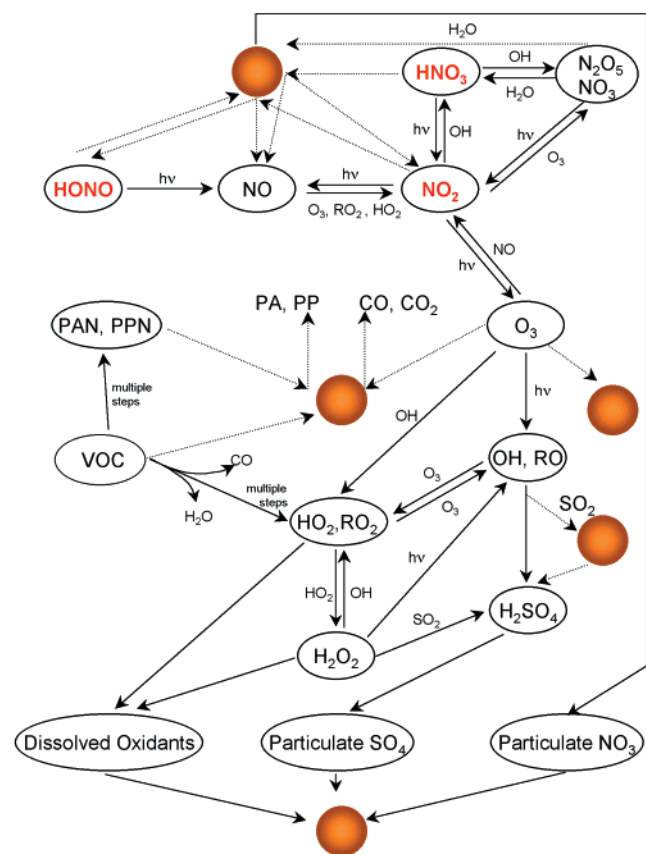 H₂O
HNO₃
OH
H₂O
N₂O₅
NO₃
hν
OH
hν
O₃
HONO
hν
NO
hν
O₃, RO₂, HO₂
NO₂
NO
hν
PA, PP
CO, CO₂
PAN, PPN
O₃
multiple
steps
OH
hν
VOC
CO
H₂O
multiple
steps
O₃
O₃
OH, RO
SO₂
HO₂,RO₂
hν
HO₂
OH
SO₂
H₂SO₄
H₂O₂
Dissolved Oxidants
Particulate SO₄
Particulate NO₃